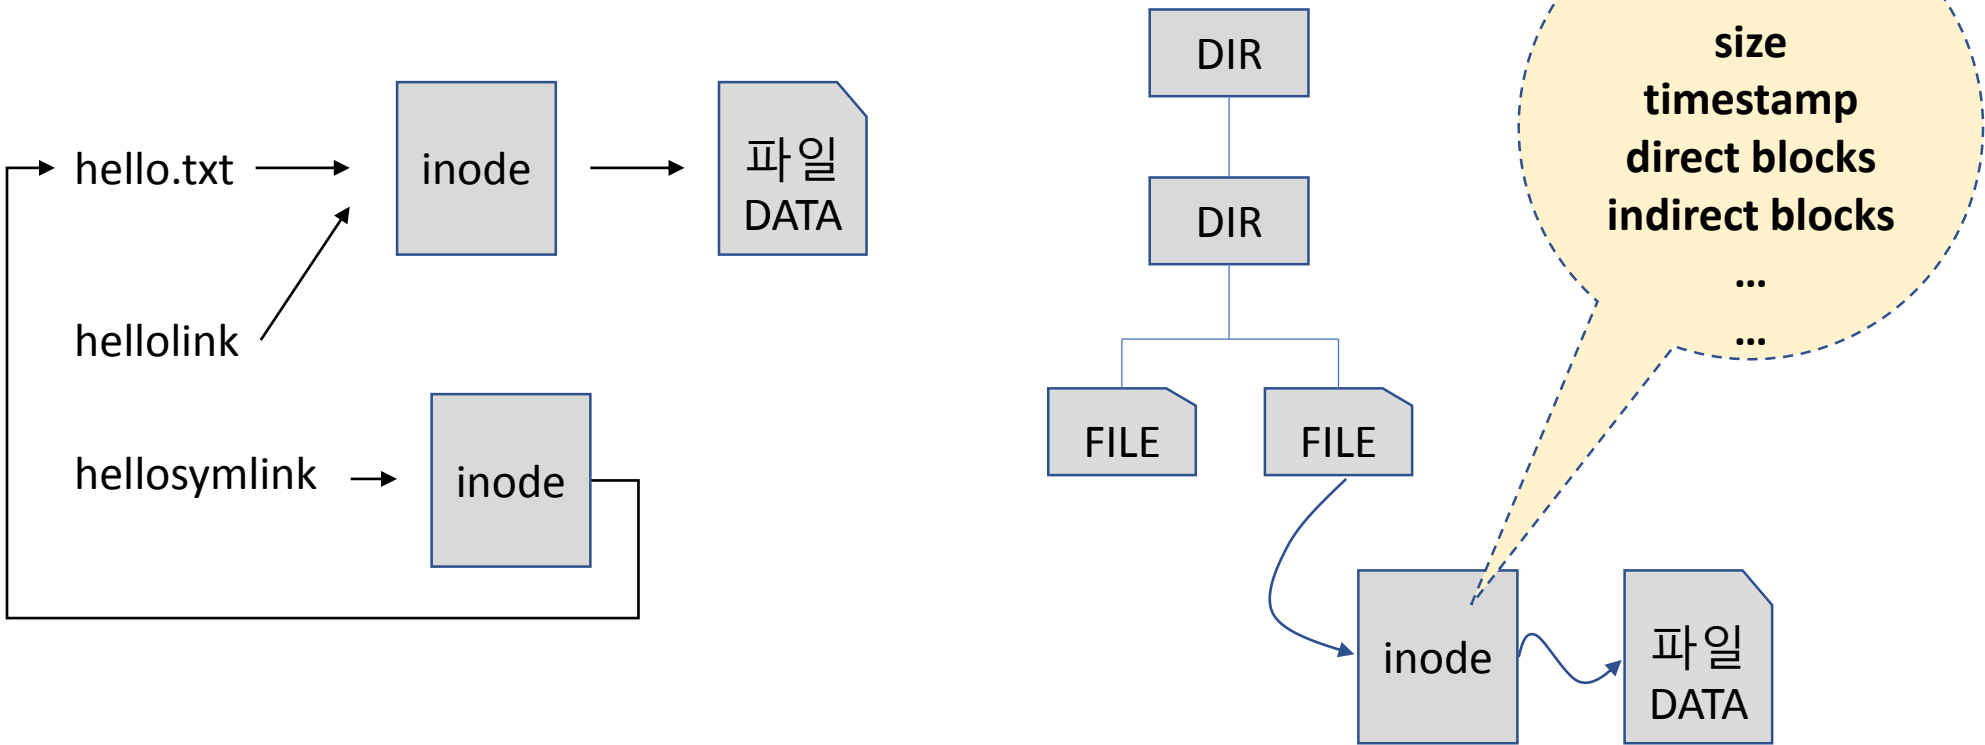 hello.txt
inode
파일
DATA
hellolink
hellosymlink
inode
DIR
DIR
FILE
FILE
size
timestamp
direct blocks
indirect blocks
...
...
inode
파일
DATA